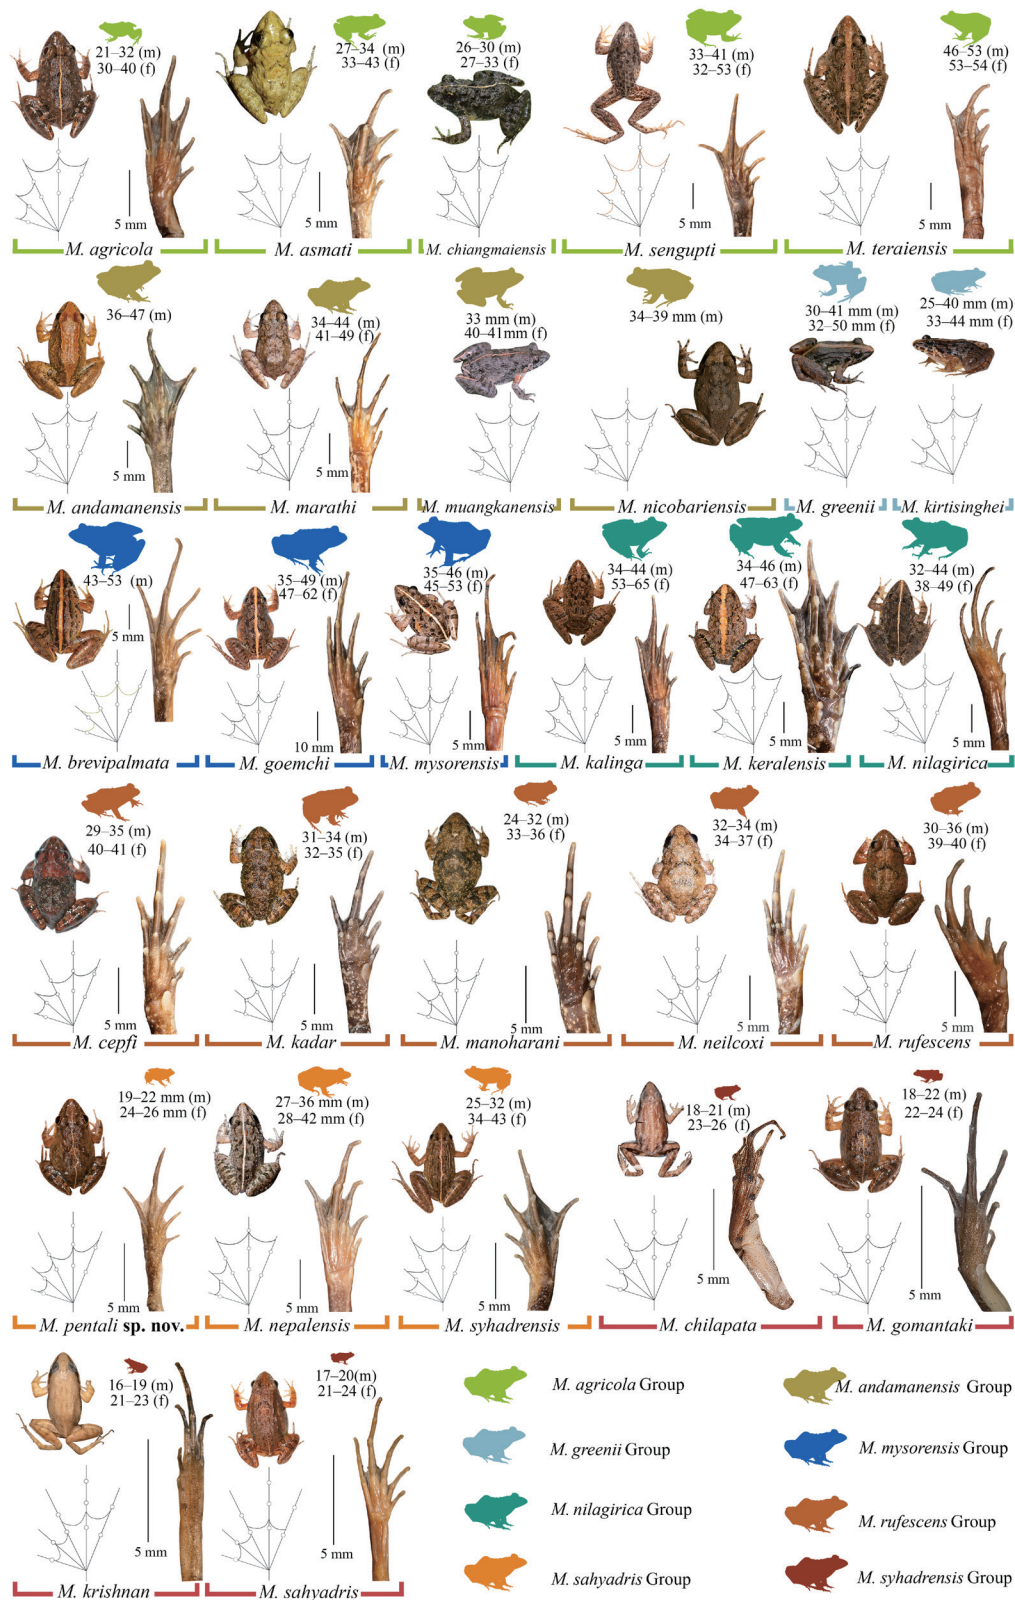 21–32 (m)
30–40 (f)
5 mm
M. agricola
27–34 (m)
33–43 (f)
5 mm
M. asmati
26–30 (m)
27–33 (f)
M. chiangmaiensis
33–41 (m)
32–53 (f)
5 mm
M. sengupti
46–53 (m)
53–54 (f)
5 mm
M. teraiensis
36–47 (m)
5 mm
M. andamanensis
34–44 (m)
41–49 (f)
5 mm
M. marathi
33 mm (m)
40–41mm (f)
M. muangkanensis
34–39 mm (m)
M. nicobariensis
30–41 mm (m)
32–50 mm (f)
M. greenii
25–40 mm (m)
33–44 mm (f)
M. kirtisinghei
43–53 (m)
5 mm
M. brevipalmata
35–49 (m)
47–62 (f)
10 mm
M. goemchi
35–46 (m)
45–53 (f)
5 mm
M. mysorensis
34–44 (m)
53–65 (f)
5 mm
M. kalinga
34–46 (m)
47–63 (f)
5 mm
M. keralensis
32–44 (m)
38–49 (f)
5 mm
M. nilagirica
29–35 (m)
40–41 (f)
5 mm
M. cepfi
31–34 (m)
32–35 (f)
5 mm
M. kadar
24–32 (m)
33–36 (f)
5 mm
M. manoharani
32–34 (m)
34–37 (f)
5 mm
M. neilcoxi
30–36 (m)
39–40 (f)
5 mm
M. rufescens
19–22 mm (m)
24–26 mm (f)
5 mm
M. pentali sp. nov.
27–36 mm (m)
28–42 mm (f)
5 mm
M. nepalensis
25–32 (m)
34–43 (f)
5 mm
M. syhadrensis
18–21 (m)
23–26 (f)
5 mm
M. chilapata
18–22 (m)
22–24 (f)
5 mm
M. gomantaki
16–19 (m)
21–23 (f)
5 mm
M. krishnan
17–20(m)
21–24 (f)
5 mm
M. sahyadris
M. agricola Group
M. andamanensis Group
M. greenii Group
M. mysorensis Group
M. nilagirica Group
M. rufescens Group
M. sahyadris Group
M. syhadrensis Group